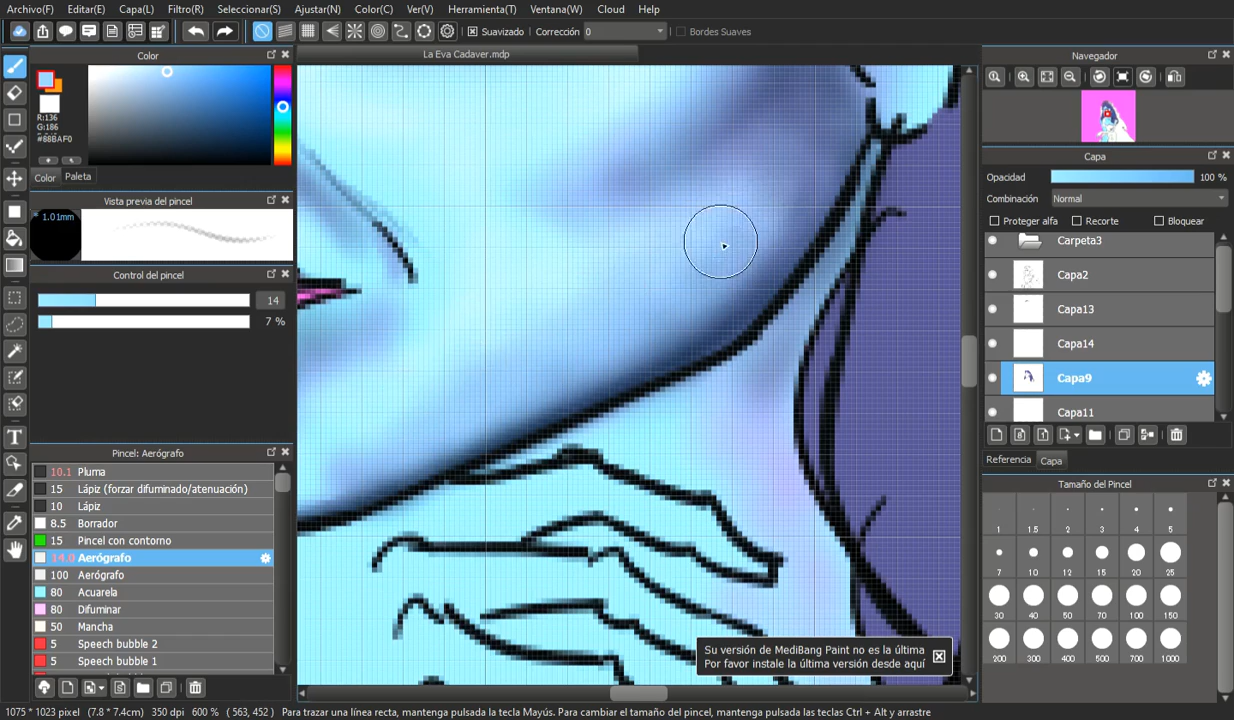 Archivo(F) Editar(E) Capa(L) Filtro(R) Seleccionar(S) Ajustar(N) Color(C) Ver(V) Herramienta(T) Ventana(W) Cloud Help
Suavizado Corrección 0 Bordes Suaves
Color
La Eva Cadaver.mdp
Navegador
R:136
G:186
#88BAF0
Color Paleta
Vista previa del pincel
* 1.01mm
Control del pincel
14
7 %
Pincel: Aerógrafo
10.1 Pluma
15 Lápiz (forzar difuminado/atenuación)
10 Lápiz
8.5 Borrador
15 Pincel con contorno
14.0 Aerógrafo
100 Aerógrafo
80 Acuarela
80 Difuminar
50 Mancha
5 Speech bubble 2
5 Speech bubble 1
Capa
Opacidad 100 %
Combinación Normal
Proteger alfa Recorte Bloquear
Carpeta3
Capa2
Capa13
Capa14
Capa9
Capa11
Referencia Capa
Tamaño del Pincel
1 1.5 2 3 4 5
7 10 12 15 20 25
30 40 50 70 100 150
200 300 400 500 700 1000
Su versión de MediBang Paint no es la última
Por favor instale la última versión desde aquí
1075 * 1023 pixel (7.8 * 7.4cm) 350 dpi 600 % ( 563, 452 ) Para trazar una línea recta, mantenga pulsada la tecla Mayús. Para cambiar el tamaño del pincel, mantenga pulsada las teclas Ctrl + Alt y arrastre